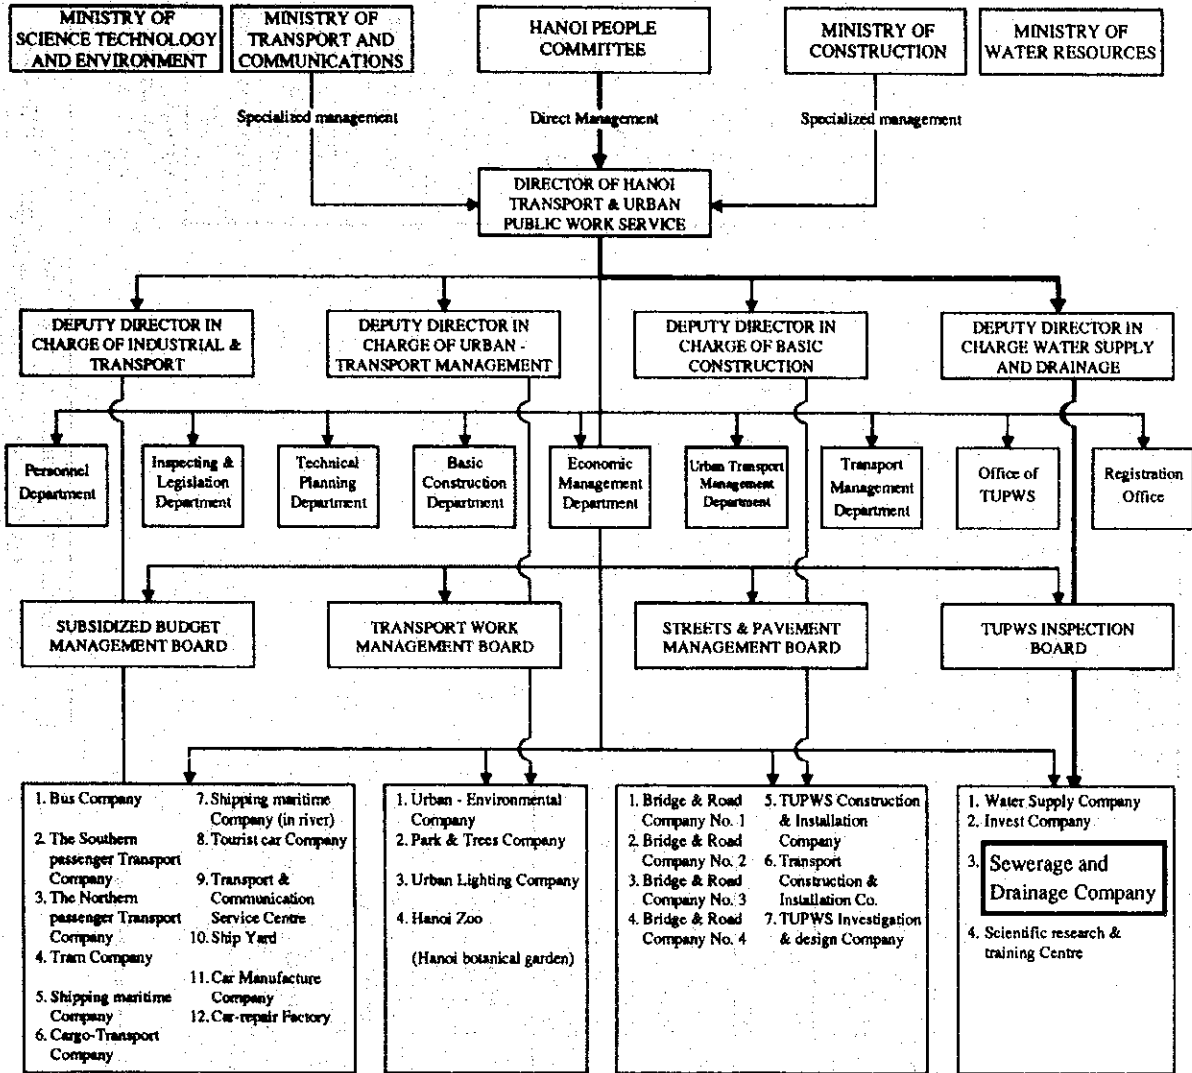 MINISTRY OF
SCIENCE TECHNOLOGY
AND ENVIRONMENT
MINISTRY OF
TRANSPORT AND
COMMUNICATIONS
HANOI PEOPLE
COMMITTEE
MINISTRY OF
CONSTRUCTION
MINISTRY OF
WATER RESOURCES
Specialized management
Direct Management
Specialized management
DIRECTOR OF HANOI
TRANSPORT & URBAN
PUBLIC WORK SERVICE
DEPUTY DIRECTOR IN
CHARGE OF INDUSTRIAL &
TRANSPORT
DEPUTY DIRECTOR IN
CHARGE OF URBAN -
TRANSPORT MANAGEMENT
DEPUTY DIRECTOR IN
CHARGE OF BASIC
CONSTRUCTION
DEPUTY DIRECTOR IN
CHARGE WATER SUPPLY
AND DRAINAGE
Personnel
Department
Inspecting &
Legislation
Department
Technical
Planning
Department
Basic
Construction
Department
Economic
Management
Department
Urban Transport
Management
Department
Transport
Management
Department
Office of
TUPWS
Registration
Office
SUBSIDIZED BUDGET
MANAGEMENT BOARD
TRANSPORT WORK
MANAGEMENT BOARD
STREETS & PAVEMENT
MANAGEMENT BOARD
TUPWS INSPECTION
BOARD
1. Bus Company
2. The Southern
passenger Transport
Company
3. The Northern
passenger Transport
Company
4. Tram Company
5. Shipping maritime
Company
6. Cargo-Transport
Company
7. Shipping maritime
Company (in river)
8. Tourist car Company
9. Transport &
Communication
Service Centre
10. Ship Yard
11. Car Manufacture
Company
12. Car-repair Factory
1. Urban - Environmental
Company
2. Park & Trees Company
3. Urban Lighting Company
4. Hanoi Zoo
(Hanoi botanical garden)
1. Bridge & Road
Company No. 1
2. Bridge & Road
Company No. 2
3. Bridge & Road
Company No. 3
4. Bridge & Road
Company No. 4
5. TUPWS Construction
& Installation
Company
6. Transport
Construction &
Installation Co.
7. TUPWS Investigation
& design Company
1. Water Supply Company
2. Invest Company
3. Sewerage and
Drainage Company
4. Scientific research &
training Centre